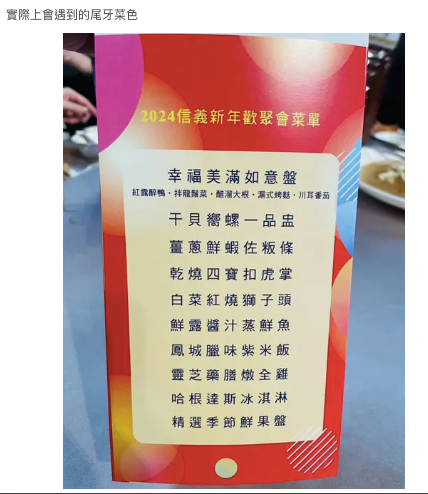 實際上會遇到的尾牙菜色
2024信義新年歡聚會菜單
幸福美滿如意盤
紅露醉鴨・拌龍鬚菜・醋溜大根・滬式烤麩・川耳番茄
干貝嚮螺一品盅
薑蔥鮮蝦佐粄條
乾燒四寶扣虎掌
白菜紅燒獅子頭
鮮露醬汁蒸鮮魚
鳳城臘味紫米飯
靈芝藥膳燉全雞
哈根達斯冰淇淋
精選季節鮮果盤